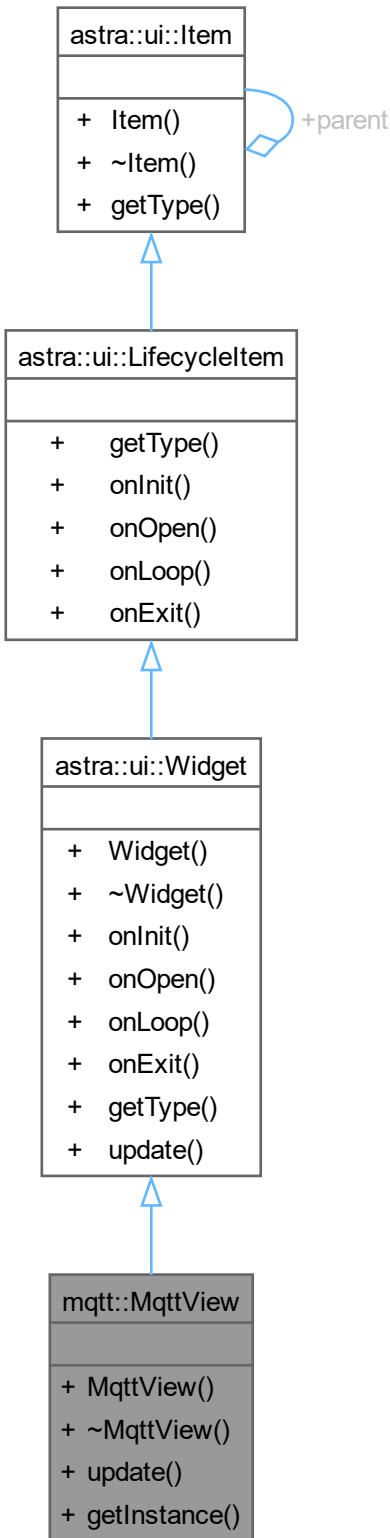 astra::ui::Item
+ Item()
+ ~Item()
+ getType()
+parent
astra::ui::LifecycleItem
+ getType()
+ onInit()
+ onOpen()
+ onLoop()
+ onExit()
astra::ui::Widget
+ Widget()
+ ~Widget()
+ onInit()
+ onOpen()
+ onLoop()
+ onExit()
+ getType()
+ update()
mqtt::MqttView
+ MqttView()
+ ~MqttView()
+ update()
+ getInstance()